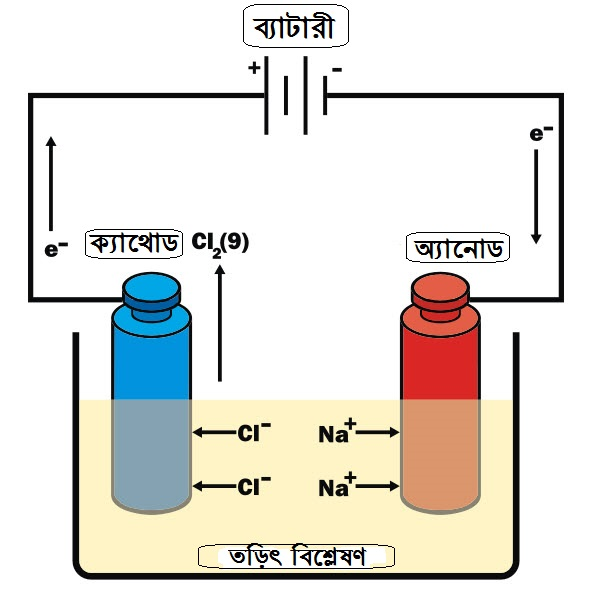 ব্যাটারী
+ -
e⁻
e⁻
ক্যাথোড Cl₂(9)
অ্যানোড
Cl⁻ Na⁺
Cl⁻ Na⁺
তড়িৎ বিশ্লেষণ